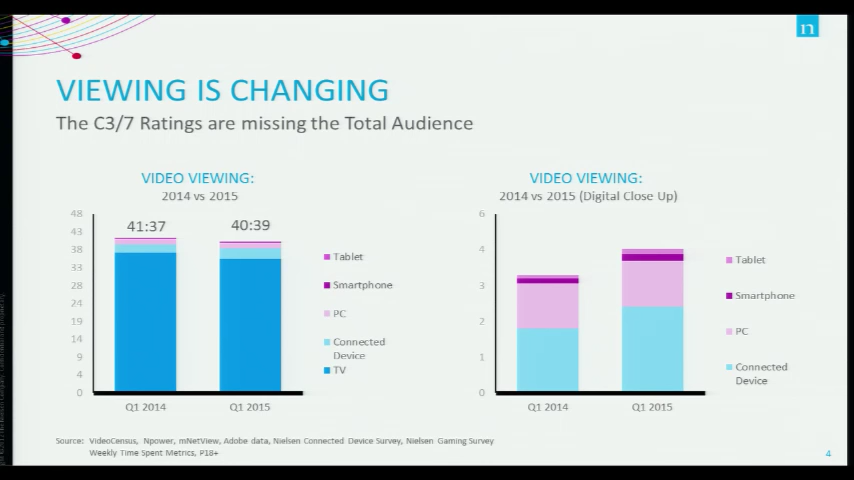 n
VIEWING IS CHANGING
The C3/7 Ratings are missing the Total Audience
VIDEO VIEWING:
2014 vs 2015
48
43
38
33
28
24
19
14
9
4
0
41:37
40:39
Q1 2014
Q1 2015
Tablet
Smartphone
PC
Connected
Device
TV
VIDEO VIEWING:
2014 vs 2015 (Digital Close Up)
6
4
3
2
1
0
Q1 2014
Q1 2015
Tablet
Smartphone
PC
Connected
Device
Source: VideoCensus, Npower, mNetView, Adobe data, Nielsen Connected Device Survey, Nielsen Gaming Survey
Weekly Time Spent Metrics, P18+
4